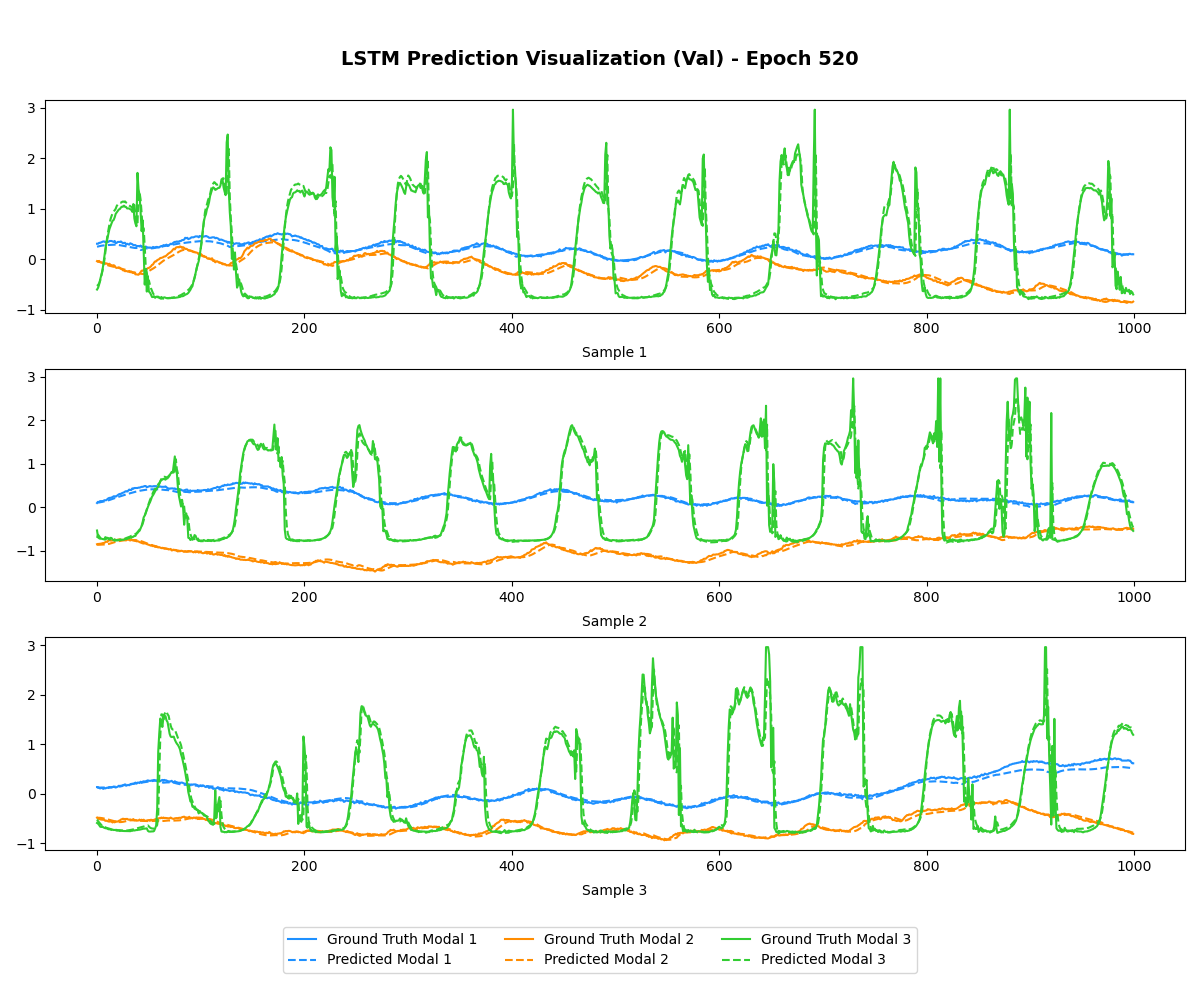 LSTM Prediction Visualization (Val) - Epoch 520
3
2
1
0
−1
0 200 400 600 800 1000
Sample 1
3
2
1
0
−1
0 200 400 600 800 1000
Sample 2
3
2
1
0
−1
0 200 400 600 800 1000
Sample 3
Ground Truth Modal 1 Ground Truth Modal 2 Ground Truth Modal 3
Predicted Modal 1 Predicted Modal 2 Predicted Modal 3